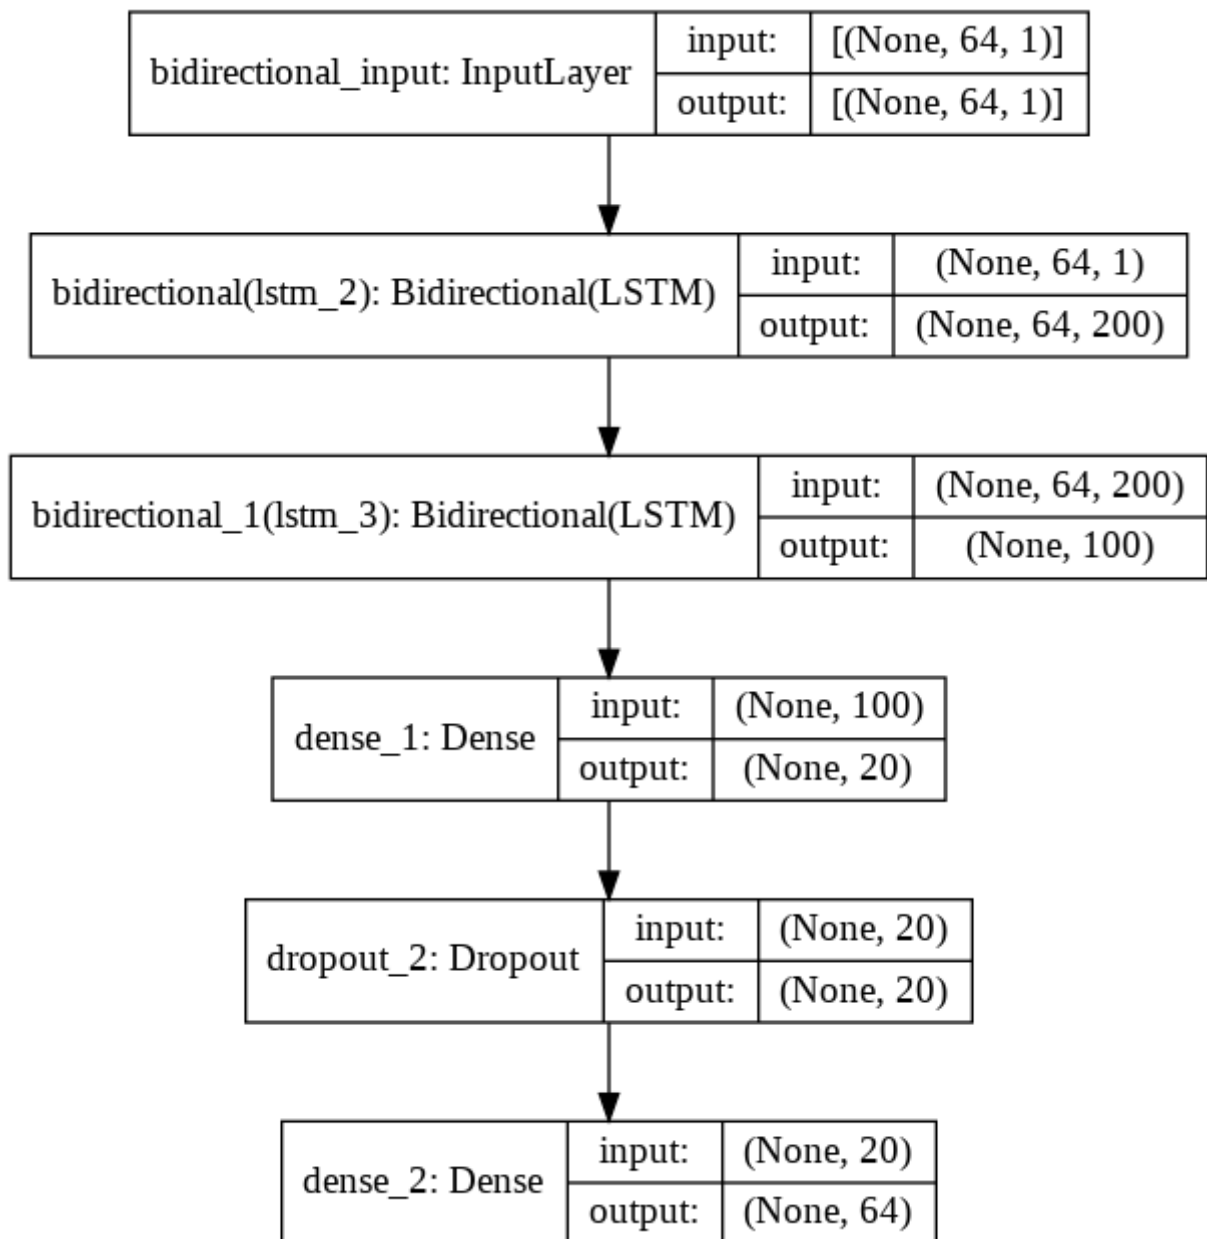 bidirectional_input: InputLayer
input: [(None, 64, 1)]
output: [(None, 64, 1)]
bidirectional(lstm_2): Bidirectional(LSTM)
input: (None, 64, 1)
output: (None, 64, 200)
bidirectional_1(lstm_3): Bidirectional(LSTM)
input: (None, 64, 200)
output: (None, 100)
dense_1: Dense
input: (None, 100)
output: (None, 20)
dropout_2: Dropout
input: (None, 20)
output: (None, 20)
dense_2: Dense
input: (None, 20)
output: (None, 64)